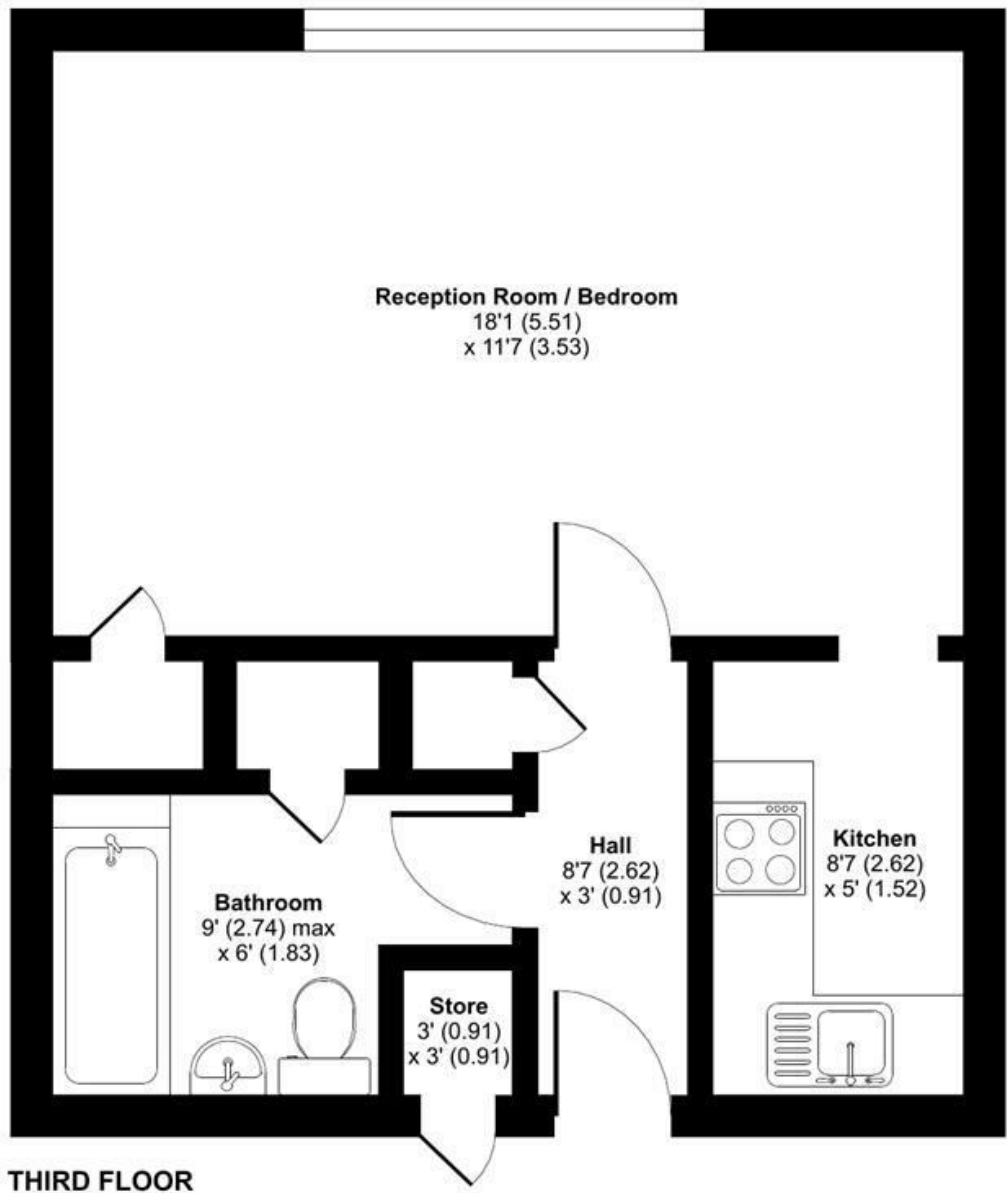 Reception Room / Bedroom
18'1 (5.51)
x 11'7 (3.53)
Hall
8'7 (2.62)
x 3' (0.91)
Kitchen
8'7 (2.62)
x 5' (1.52)
Bathroom
9' (2.74) max
x 6' (1.83)
Store
3' (0.91)
x 3' (0.91)
THIRD FLOOR